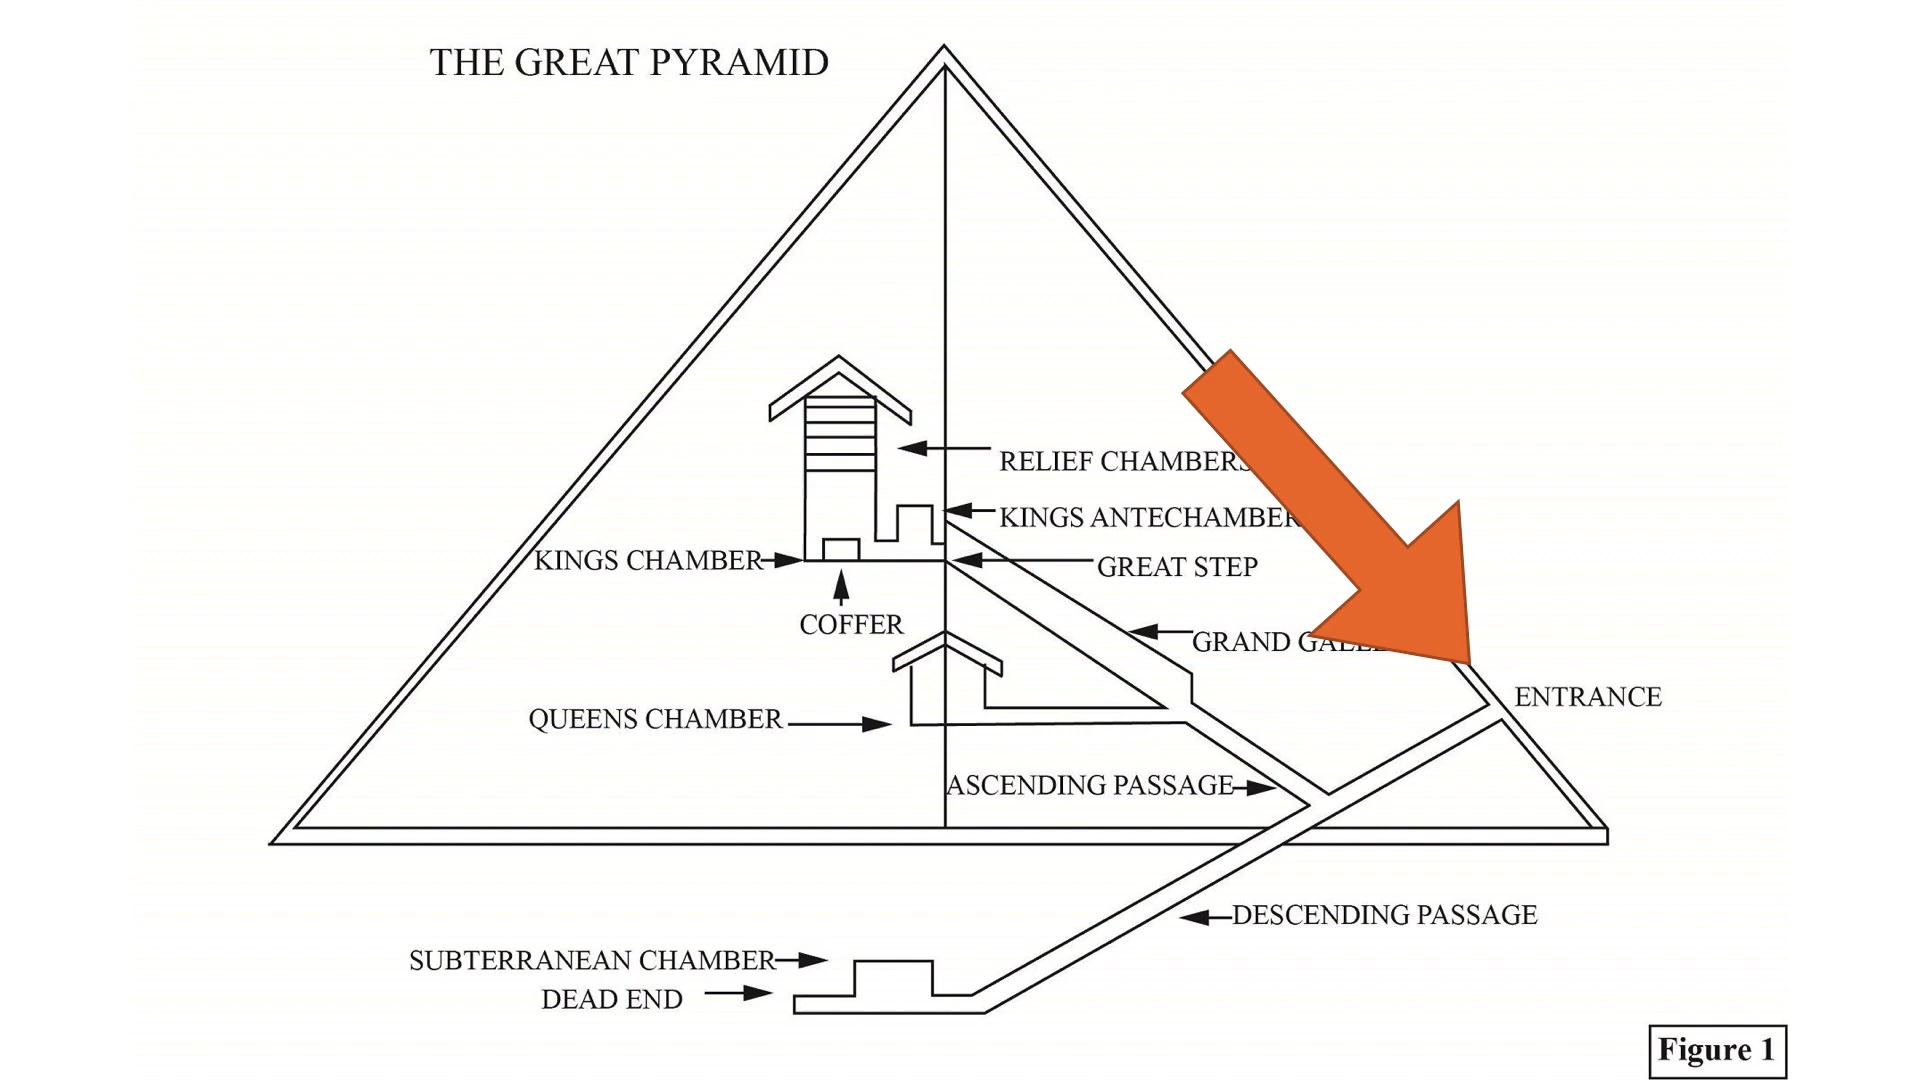 THE GREAT PYRAMID
RELIEF CHAMBERS
KINGS ANTECHAMBER
KINGS CHAMBER
GREAT STEP
COFFER
GRAND
QUEENS CHAMBER
ENTRANCE
ASCENDING PASSAGE
DESCENDING PASSAGE
SUBTERRANEAN CHAMBER
DEAD END
Figure 1